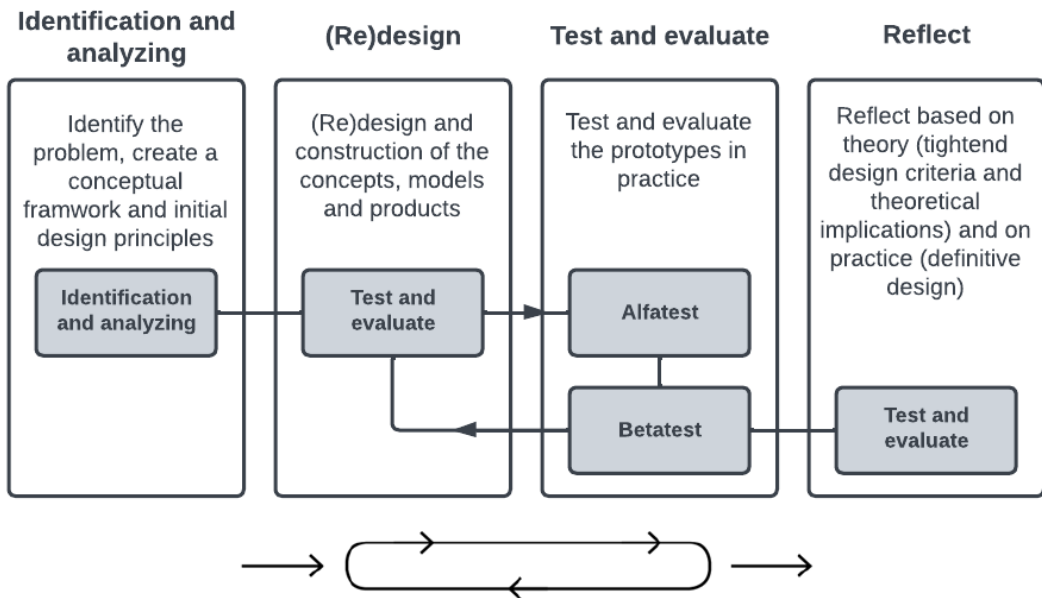 Identification and
analyzing
(Re)design
Test and evaluate
Reflect
Identify the
problem, create a
conceptual
framwork and initial
design principles
(Re)design and
construction of the
concepts, models
and products
Test and evaluate
the prototypes in
practice
Reflect based on
theory (tightend
design criteria and
theoretical
implications) and on
practice (definitive
design)
Identification
and analyzing
Test and
evaluate
Alfatest
Betatest
Test and
evaluate